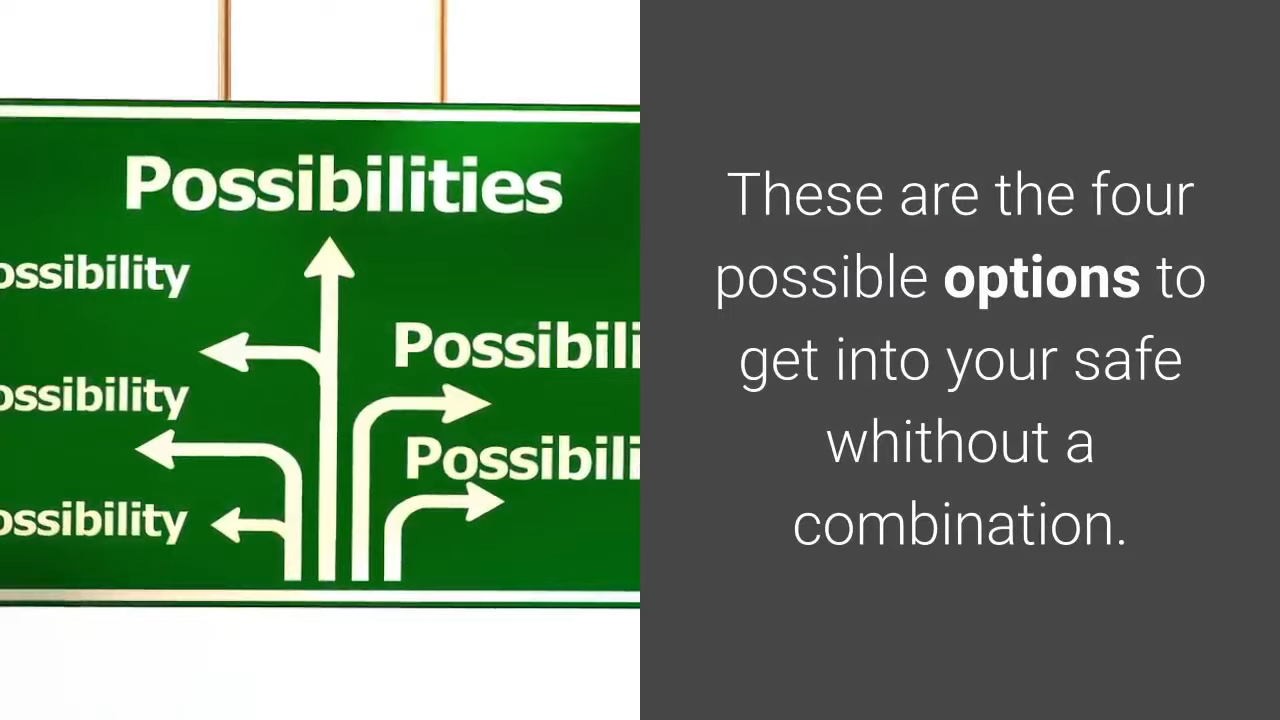 Possibilities
ossibility
Possibili
ossibility
Possibili
ossibility
These are the four
possible options to
get into your safe
whithout a
combination.